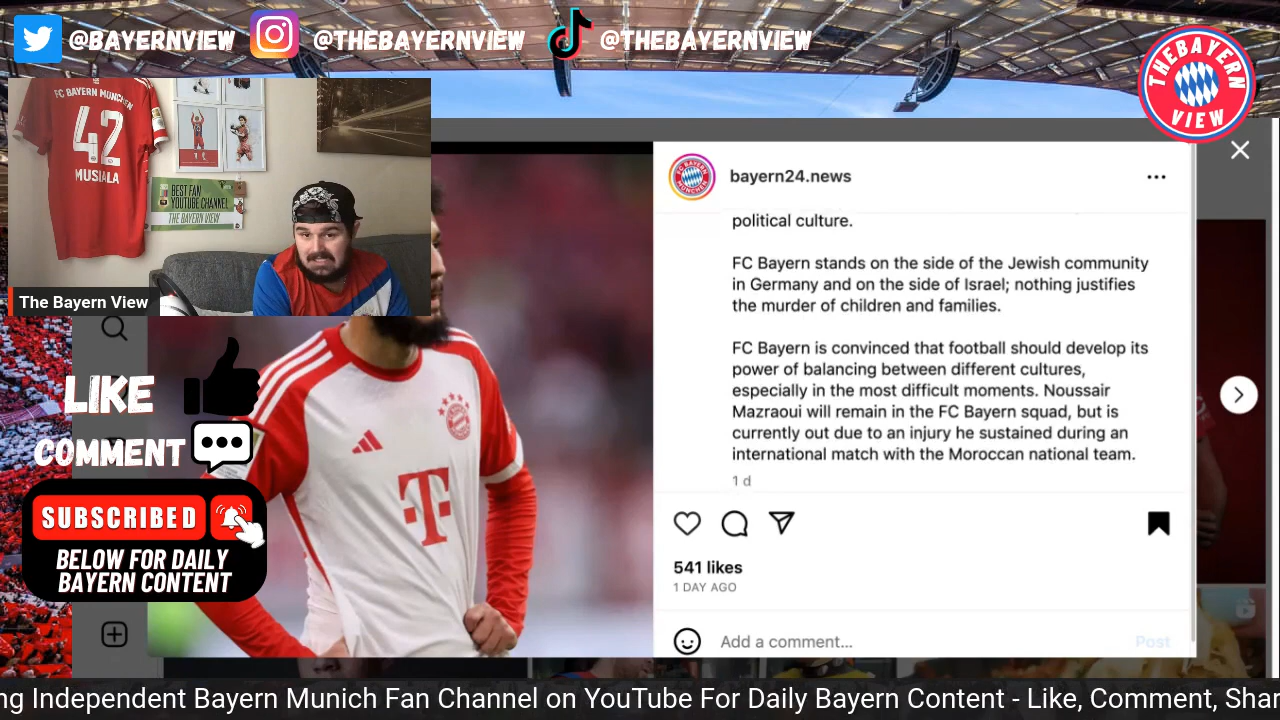 @BAYERNVIEW
@THEBAYERNVIEW
@THEBAYERNVIEW
THEBAYERN
VIEW
FC BAYERN MÜNCHEN
42
MUSIALA
BEST FAN
YOUTUBE CHANNEL
THE BAYERN VIEW
The Bayern View
LIKE
COMMENT
SUBSCRIBED
BELOW FOR DAILY
BAYERN CONTENT
bayern24.news
political culture.
FC Bayern stands on the side of the Jewish community
in Germany and on the side of Israel; nothing justifies
the murder of children and families.
FC Bayern is convinced that football should develop its
power of balancing between different cultures,
especially in the most difficult moments. Noussair
Mazraoui will remain in the FC Bayern squad, but is
currently out due to an injury he sustained during an
international match with the Moroccan national team.
1 d
541 likes
1 DAY AGO
Add a comment...
Post
T
ng Independent Bayern Munich Fan Channel on YouTube For Daily Bayern Content - Like, Comment, Shar